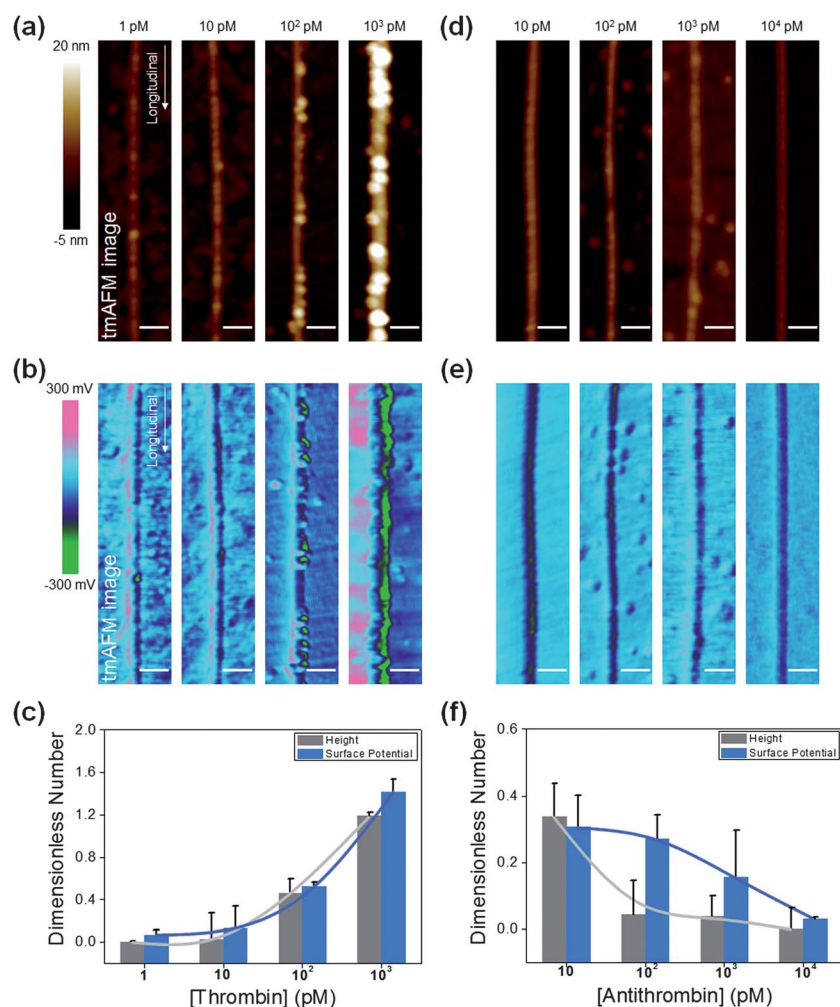 (a)
1 pM
10 pM
10² pM
10³ pM
20 nm
-5 nm
Longitudinal
tmAFM image
(b)
300 mV
-300 mV
Longitudinal
tmAFM image
(c)
Height
Surface Potential
Dimensionless Number
2.0
1.6
1.2
0.8
0.4
0.0
1
10
10²
10³
[Thrombin] (pM)
(d)
10 pM
10² pM
10³ pM
10⁴ pM
(e)
(f)
Height
Surface Potential
Dimensionless Number
0.6
0.4
0.2
0.0
10
10²
10³
10⁴
[Antithrombin] (pM)